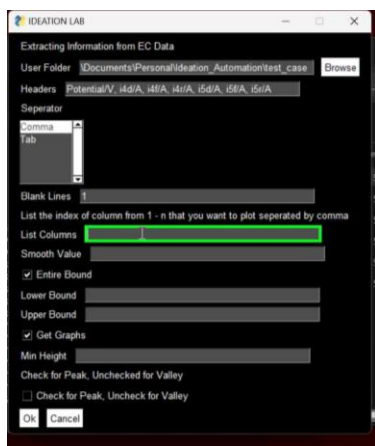 IDEATION LAB
Extracting Information from EC Data
User Folder \Documents\Personal\Ideation_Automation\test_case Browse
Headers Potential/V, i4d/A, i4f/A, i4r/A, i5d/A, i5f/A, i5r/A
Seperator
Comma
Tab
Blank Lines 1
List the index of column from 1 - n that you want to plot seperated by comma
List Columns
Smooth Value
Entire Bound
Lower Bound
Upper Bound
Get Graphs
Min Height
Check for Peak, Unchecked for Valley
Check for Peak, Uncheck for Valley
Ok Cancel